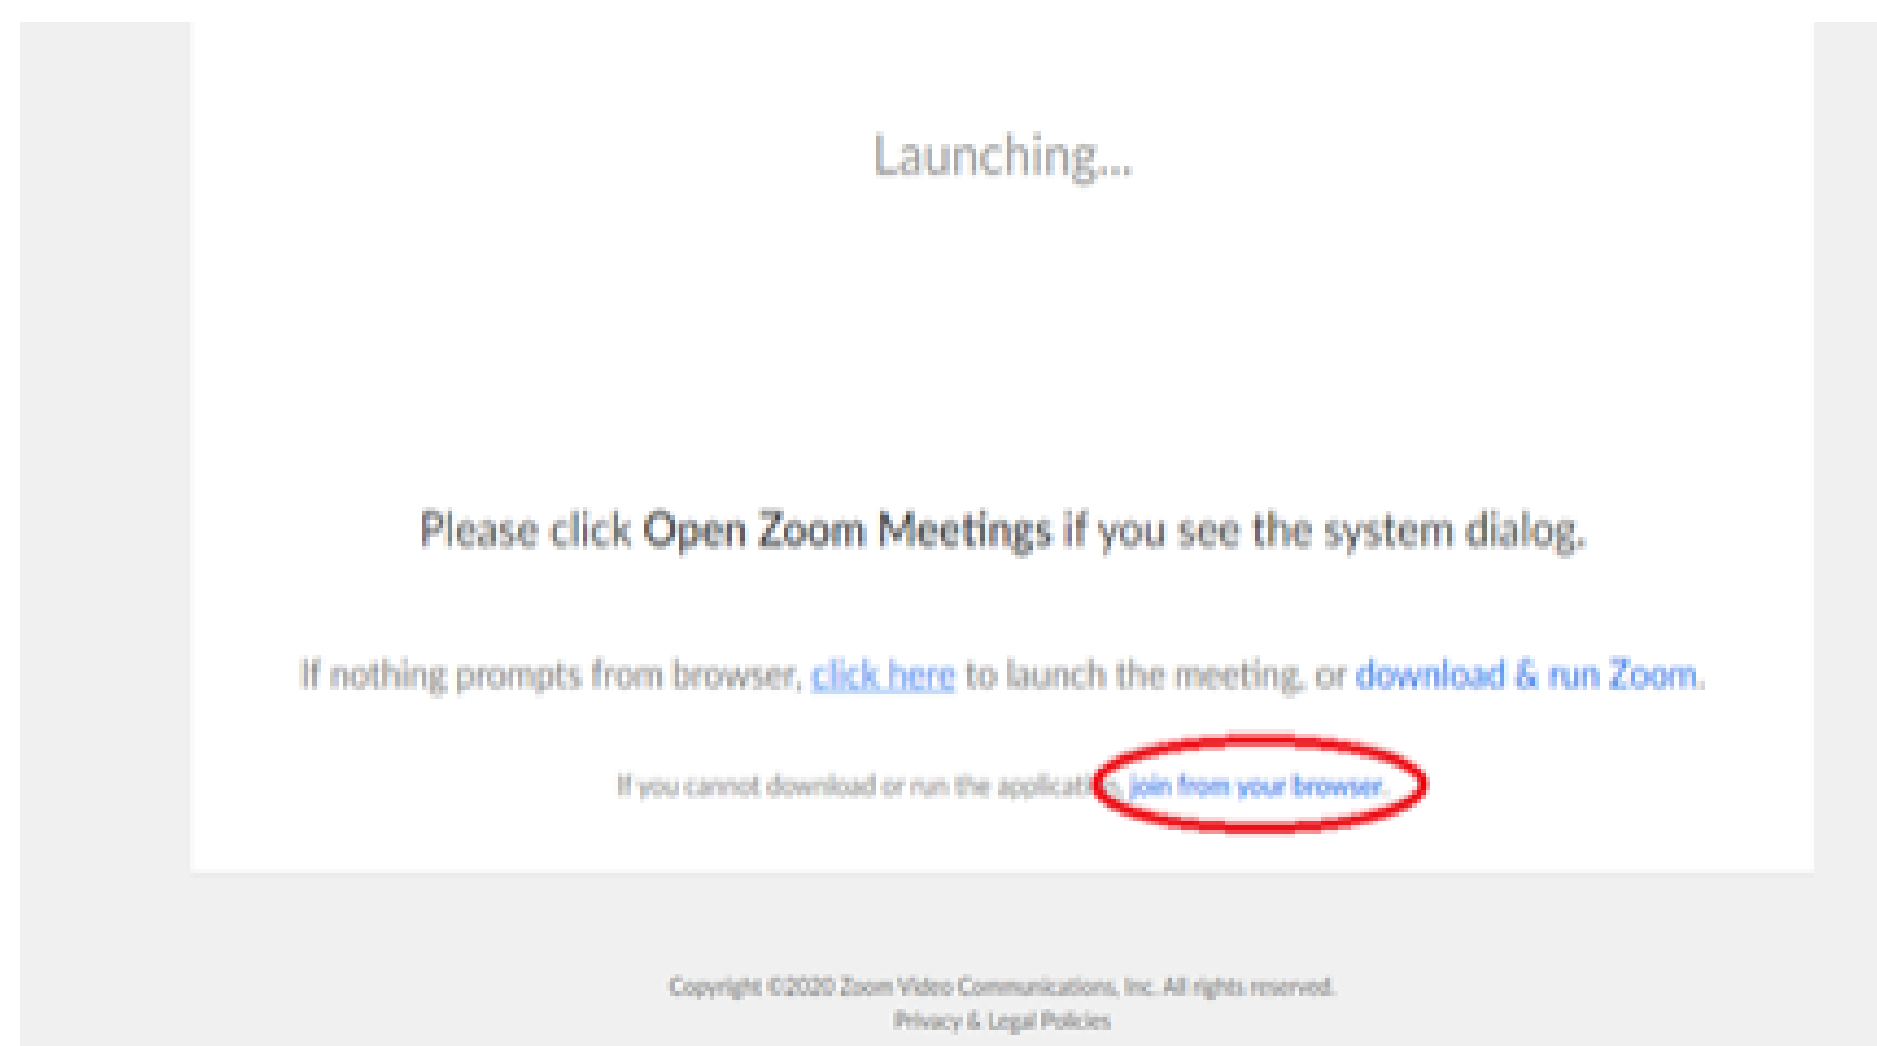 Launching...
Please click Open Zoom Meetings if you see the system dialog.
If nothing prompts from browser, click here to launch the meeting, or download & run Zoom.
If you cannot download or run the application, join from your browser.
Copyright ©2020 Zoom Video Communications, Inc. All rights reserved.
Privacy & Legal Policies